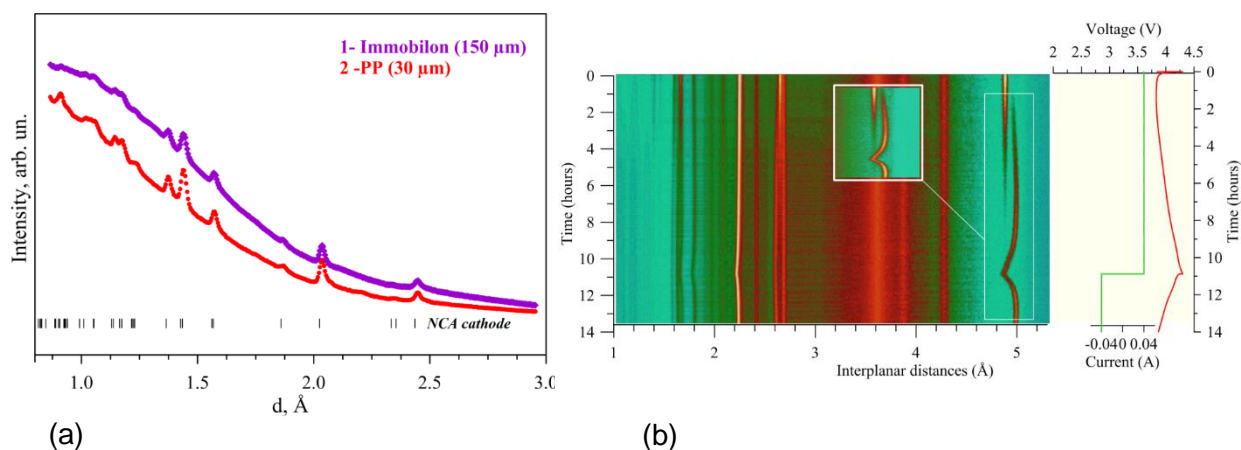 1- Immobilon (150 µm)
2 -PP (30 µm)
Intensity, arb. un.
NCA cathode
1.0 1.5 2.0 2.5 3.0
d, Å
(a)
Voltage (V)
2 2.5 3 3.5 4 4.5
0
2
4
6
8
10
12
14
Time (hours)
1 2 3 4 5
Interplanar distances (Å)
0
2
4
6
8
10
12
14
Time (hours)
-0.04 0 0.04
Current (A)
(b)